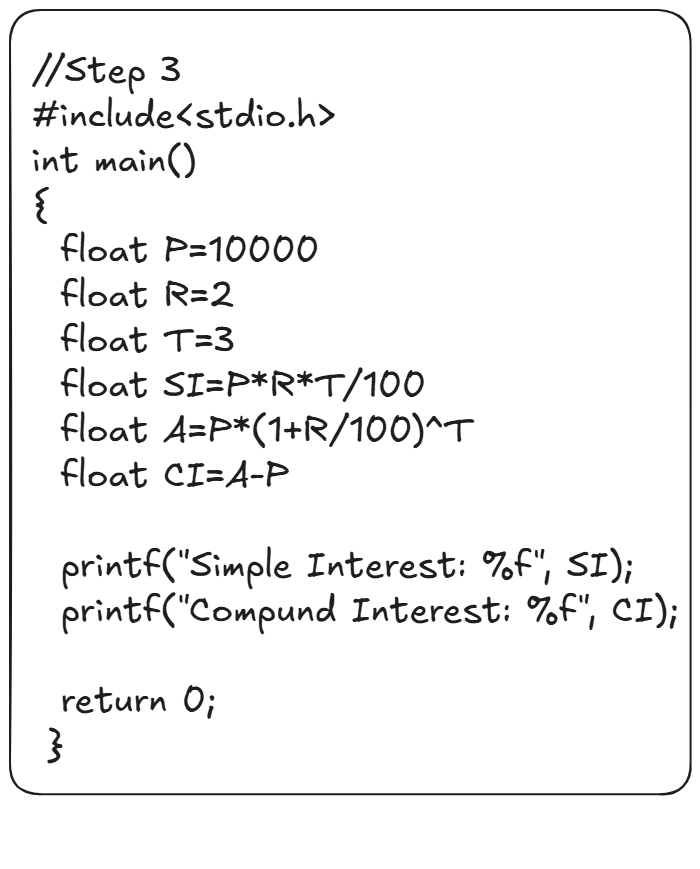 //Step 3
#include<stdio.h>
int main()
{
float P=10000
float R=2
float T=3
float SI=P*R*T/100
float A=P*(1+R/100)^T
float CI=A-P
printf("Simple Interest: %f", SI);
printf("Compund Interest: %f", CI);
return 0;
}